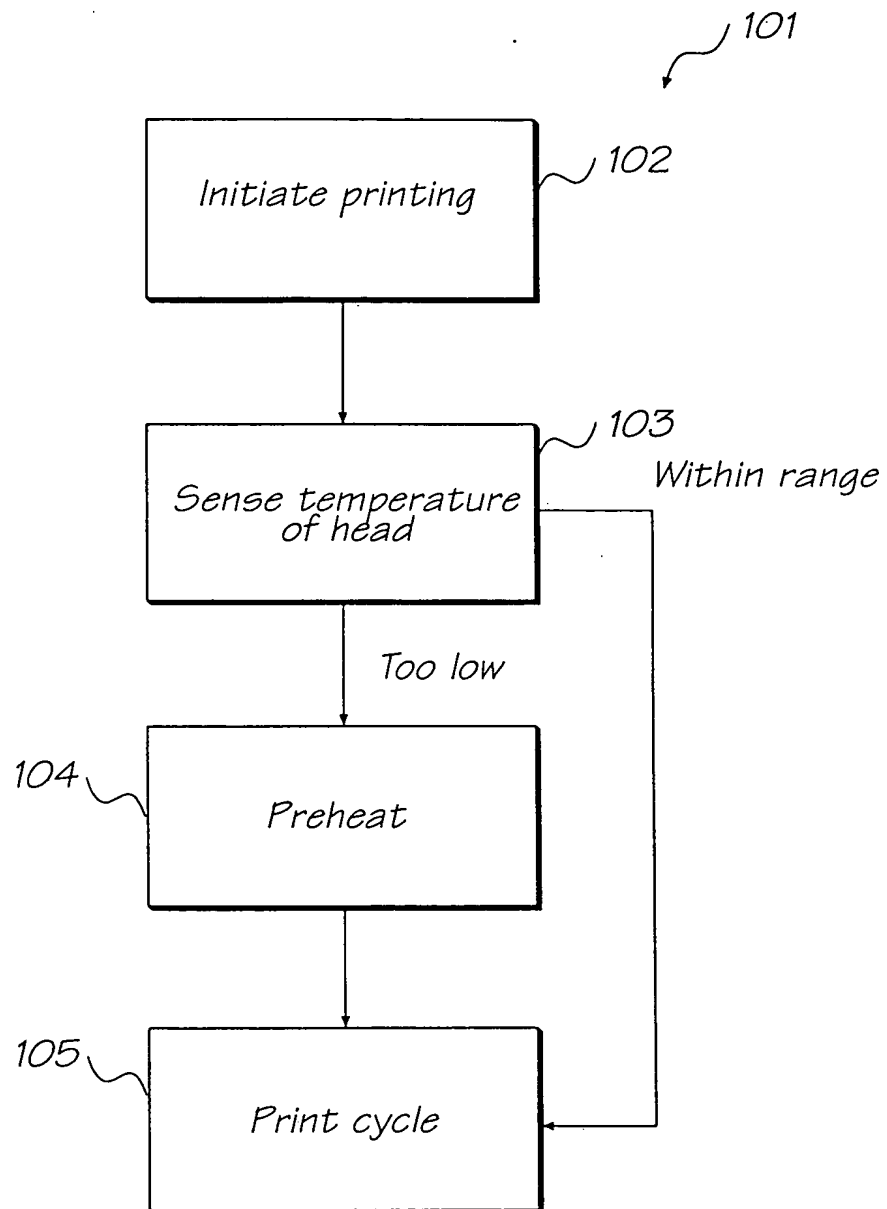 101
Initiate printing
102
103
Within range
Sense temperature
of head
Too low
104
Preheat
105
Print cycle